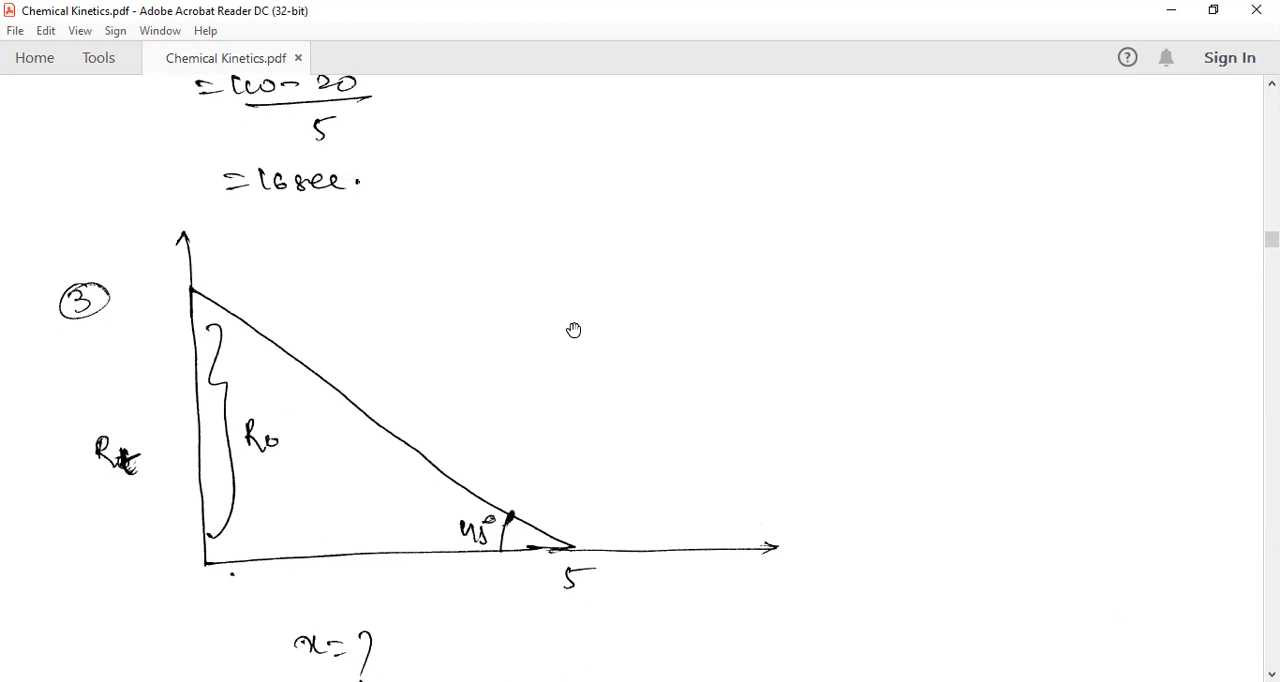 Chemical Kinetics.pdf - Adobe Acrobat Reader DC (32-bit)
File Edit View Sign Window Help
Home Tools Chemical Kinetics.pdf × ? Sign In
= 100 - 20
5
= 16 sec.
3
R₀
Rt
45°
5
x = ?